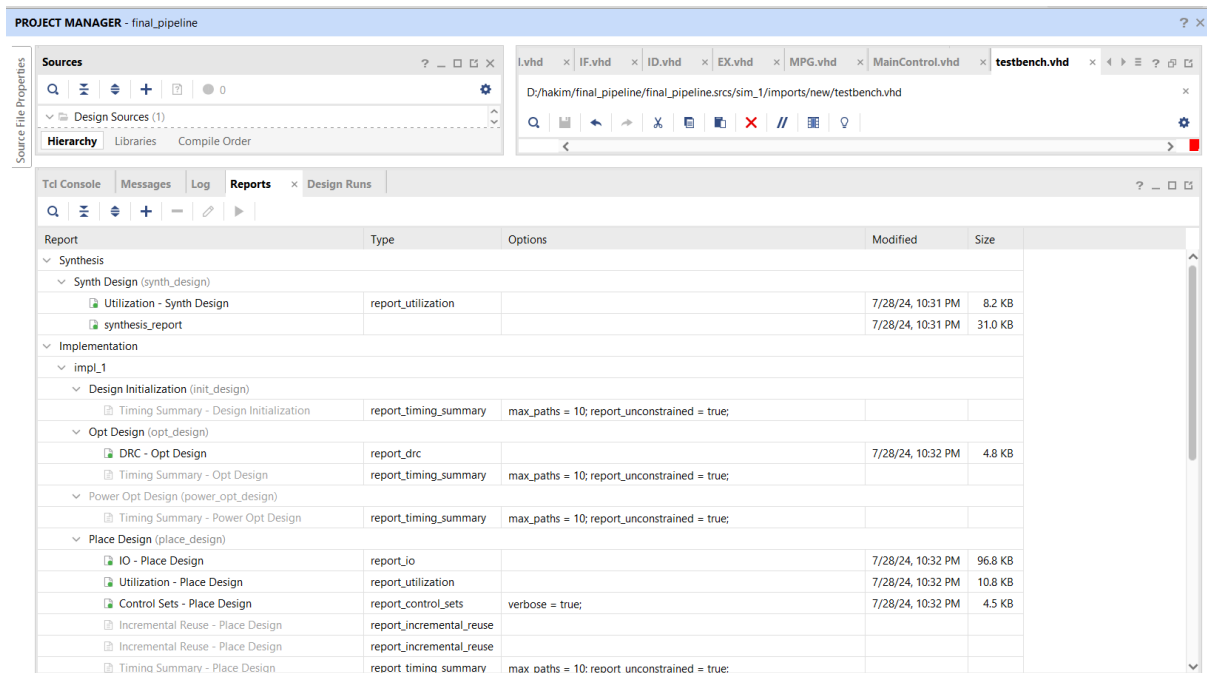 PROJECT MANAGER - final_pipeline
Source File Properties
Sources
0
Design Sources (1)
Hierarchy Libraries Compile Order
l.vhd IF.vhd ID.vhd EX.vhd MPG.vhd MainControl.vhd testbench.vhd
D:/hakim/final_pipeline/final_pipeline.srcs/sim_1/imports/new/testbench.vhd
Tcl Console Messages Log Reports Design Runs
Report Type Options Modified Size
Synthesis
Synth Design (synth_design)
Utilization - Synth Design report_utilization 7/28/24, 10:31 PM 8.2 KB
synthesis_report 7/28/24, 10:31 PM 31.0 KB
Implementation
impl_1
Design Initialization (init_design)
Timing Summary - Design Initialization report_timing_summary max_paths = 10; report_unconstrained = true;
Opt Design (opt_design)
DRC - Opt Design report_drc 7/28/24, 10:32 PM 4.8 KB
Timing Summary - Opt Design report_timing_summary max_paths = 10; report_unconstrained = true;
Power Opt Design (power_opt_design)
Timing Summary - Power Opt Design report_timing_summary max_paths = 10; report_unconstrained = true;
Place Design (place_design)
IO - Place Design report_io 7/28/24, 10:32 PM 96.8 KB
Utilization - Place Design report_utilization 7/28/24, 10:32 PM 10.8 KB
Control Sets - Place Design report_control_sets verbose = true; 7/28/24, 10:32 PM 4.5 KB
Incremental Reuse - Place Design report_incremental_reuse
Incremental Reuse - Place Design report_incremental_reuse
Timing Summary - Place Design report_timing_summary max_paths = 10; report_unconstrained = true;